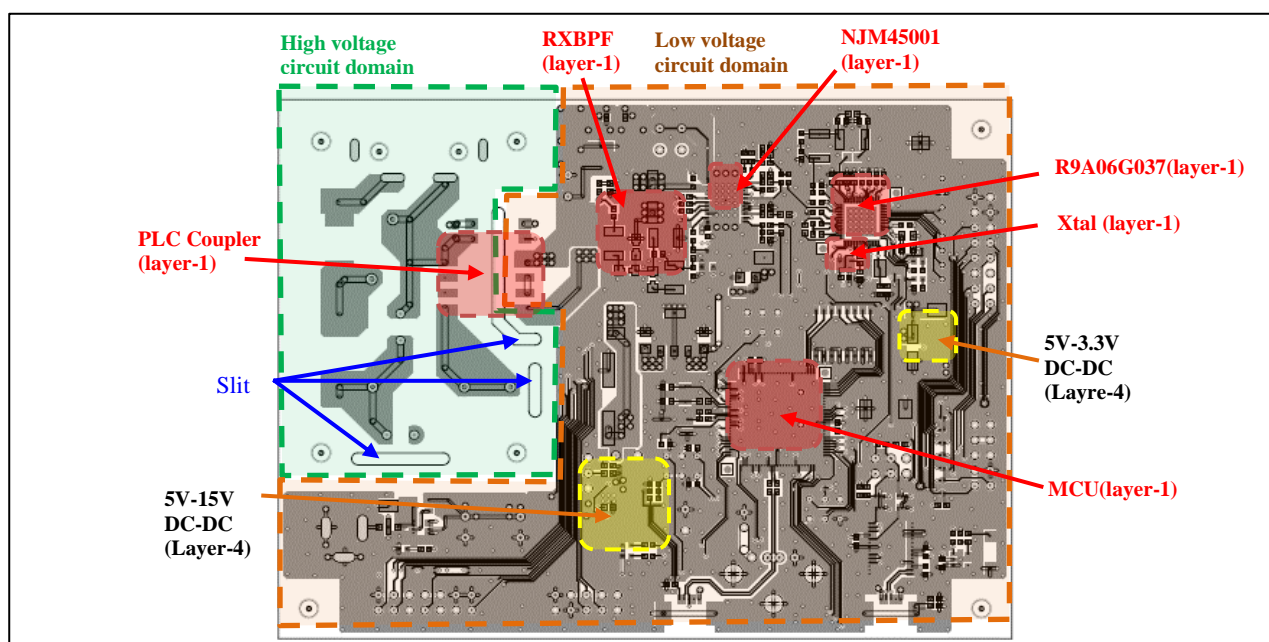 High voltage
circuit domain
RXBPF
(layer-1)
Low voltage
circuit domain
NJM45001
(layer-1)
R9A06G037(layer-1)
Xtal (layer-1)
PLC Coupler
(layer-1)
5V-3.3V
DC-DC
(Layre-4)
Slit
MCU(layer-1)
5V-15V
DC-DC
(Layer-4)